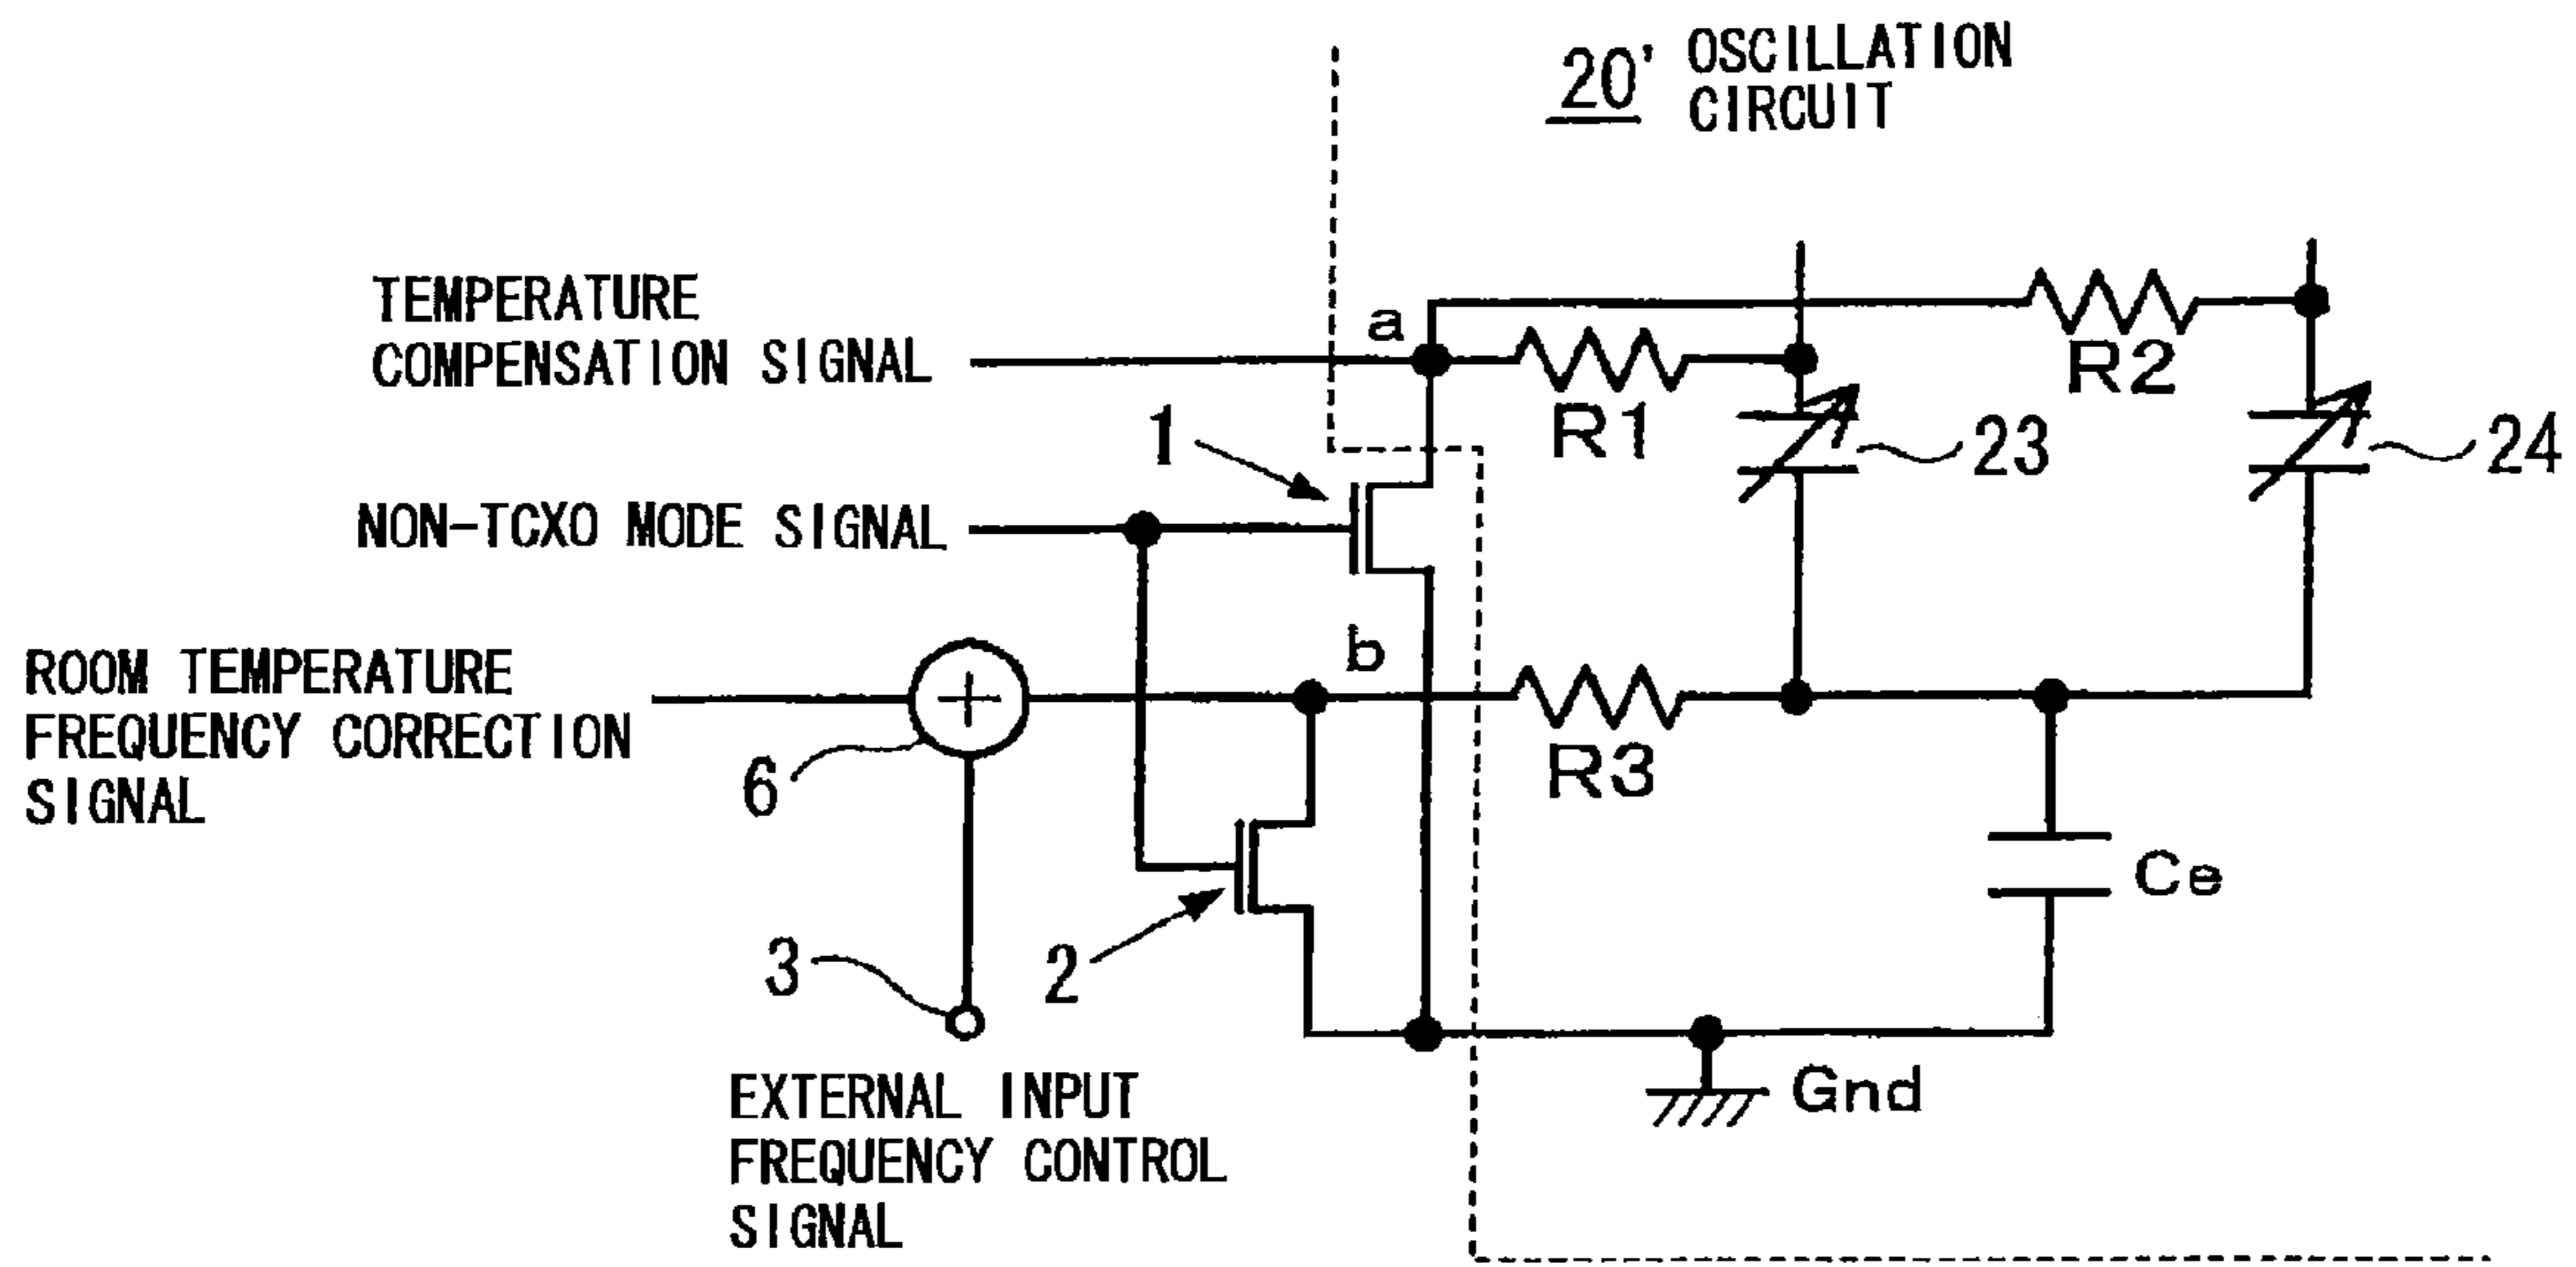 20' OSCILLATION
CIRCUIT
TEMPERATURE
COMPENSATION SIGNAL
a
R1
R2
1
23
24
NON-TCXO MODE SIGNAL
b
ROOM TEMPERATURE
FREQUENCY CORRECTION
SIGNAL
6
R3
2
3
Ce
Gnd
EXTERNAL INPUT
FREQUENCY CONTROL
SIGNAL